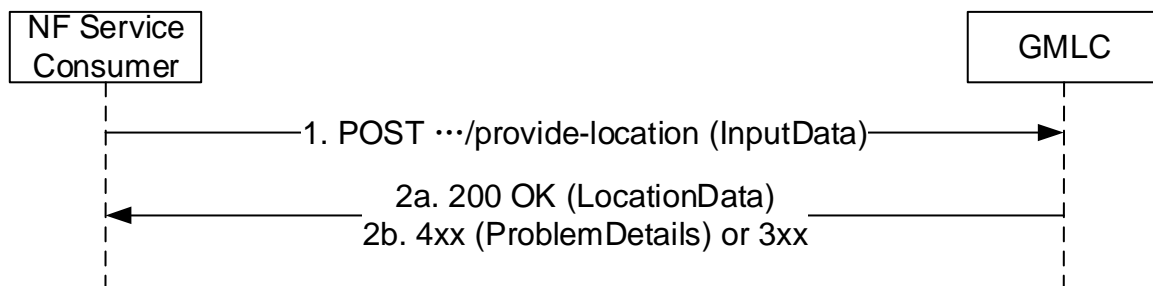 NF Service
Consumer
GMLC
1. POST …/provide-location (InputData)
2a. 200 OK (LocationData)
2b. 4xx (ProblemDetails) or 3xx